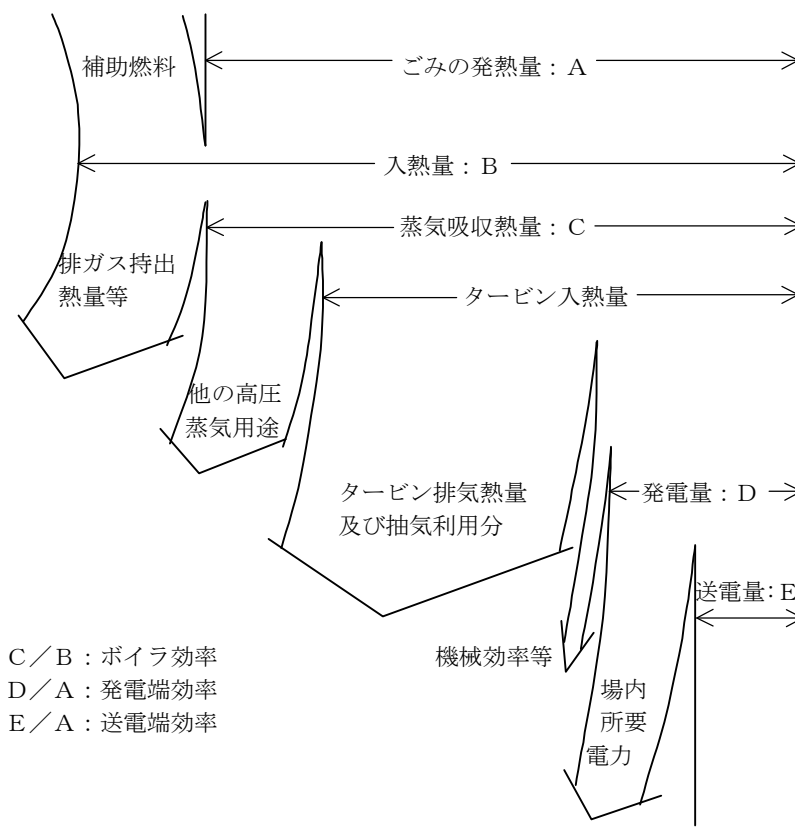 補助燃料
ごみの発熱量：A
入熱量：B
蒸気吸収熱量：C
排ガス持出
熱量等
タービン入熱量
他の高圧
蒸気用途
タービン排気熱量
及び抽気利用分
発電量：D
送電量：E
機械効率等
場内
所要
電力
C／B：ボイラ効率
D／A：発電端効率
E／A：送電端効率